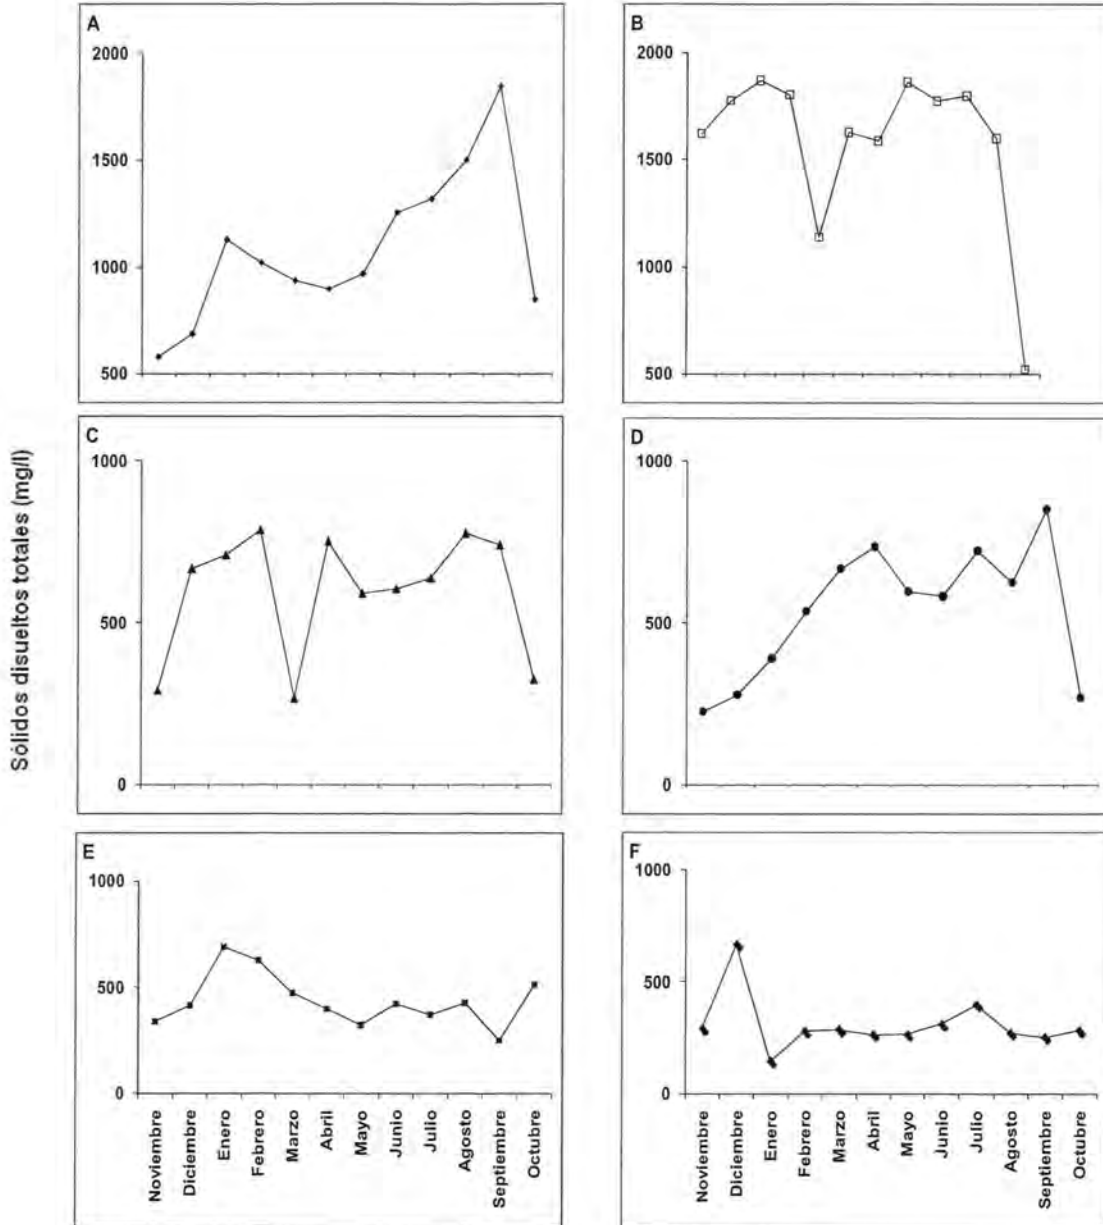 Sólidos disueltos totales (mg/l)
A
2000
1500
1000
500
B
2000
1500
1000
500
C
1000
500
0
D
1000
500
0
E
1000
500
0
Noviembre
Diciembre
Enero
Febrero
Marzo
Abril
Mayo
Junio
Julio
Agosto
Septiembre
Octubre
F
1000
500
0
Noviembre
Diciembre
Enero
Febrero
Marzo
Abril
Mayo
Junio
Julio
Agosto
Septiembre
Octubre